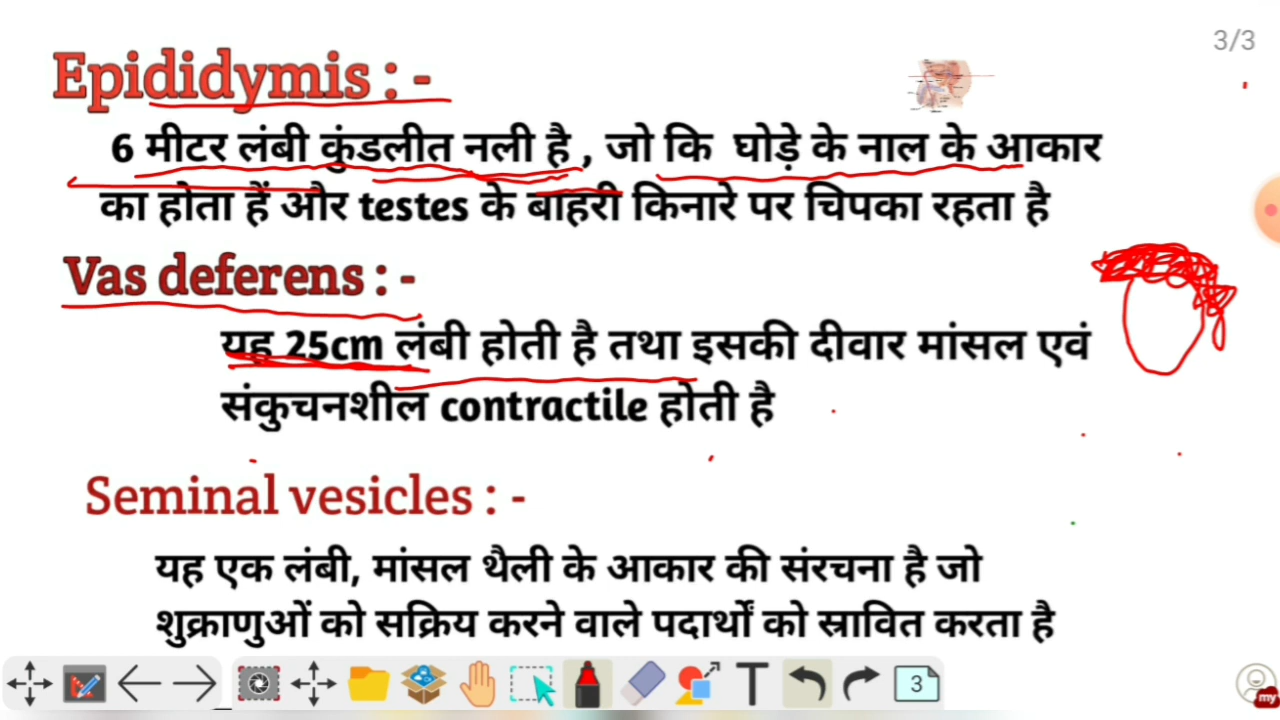 3/3
Epididymis : -
6 मीटर लंबी कुंडलीत नली है , जो कि घोड़े के नाल के आकार
का होता हें और testes के बाहरी किनारे पर चिपका रहता है
Vas deferens : -
यह 25cm लंबी होती है तथा इसकी दीवार मांसल एवं
संकुचनशील contractile होती है
Seminal vesicles : -
यह एक लंबी, मांसल थैली के आकार की संरचना है जो
शुक्राणुओं को सक्रिय करने वाले पदार्थों को स्रावित करता है
T
3
my